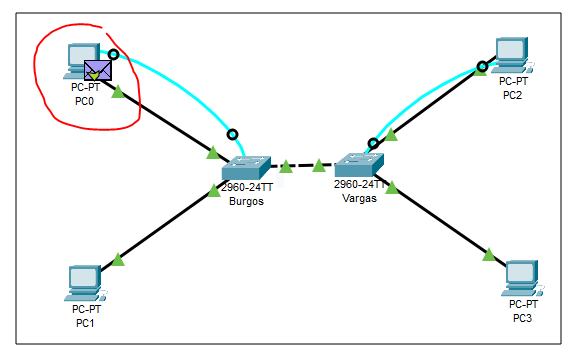 PC-PT
PC0
PC-PT
PC2
2960-24TT
Burgos
2960-24TT
Vargas
PC-PT
PC1
PC-PT
PC3